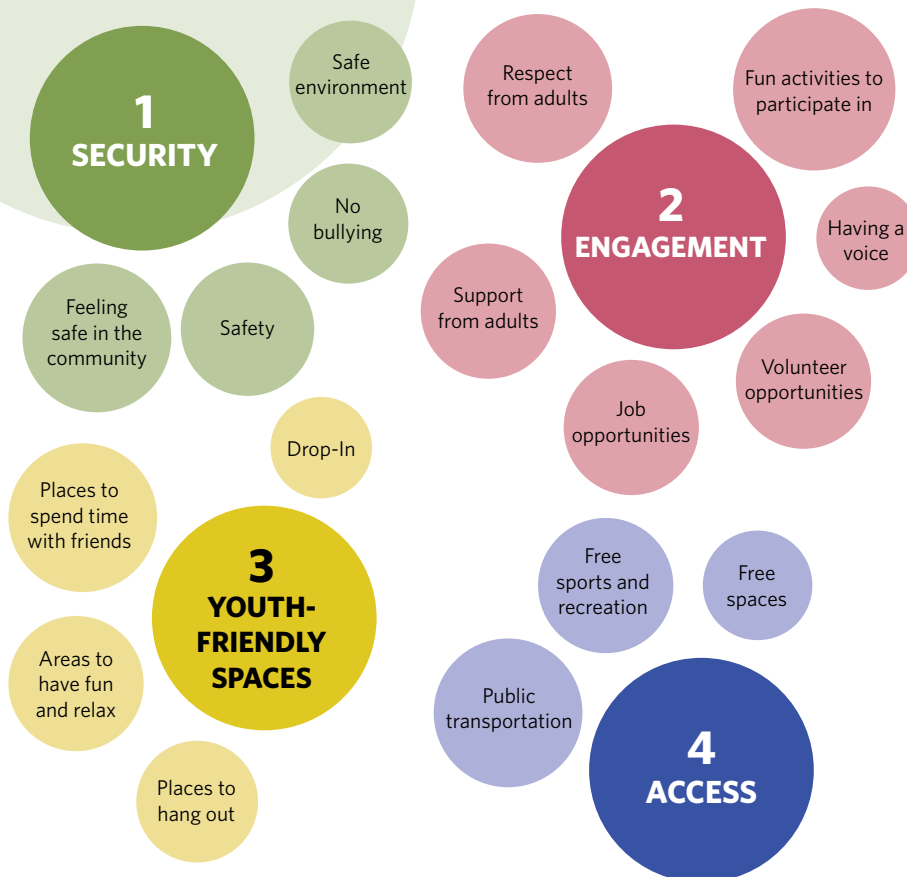 1
SECURITY
Safe
environment
No
bullying
Feeling
safe in the
community
Safety
2
ENGAGEMENT
Respect
from adults
Fun activities to
participate in
Having a
voice
Support
from adults
Volunteer
opportunities
Job
opportunities
3
YOUTH-
FRIENDLY
SPACES
Drop-In
Places to
spend time
with friends
Areas to
have fun
and relax
Places to
hang out
4
ACCESS
Free
sports and
recreation
Free
spaces
Public
transportation